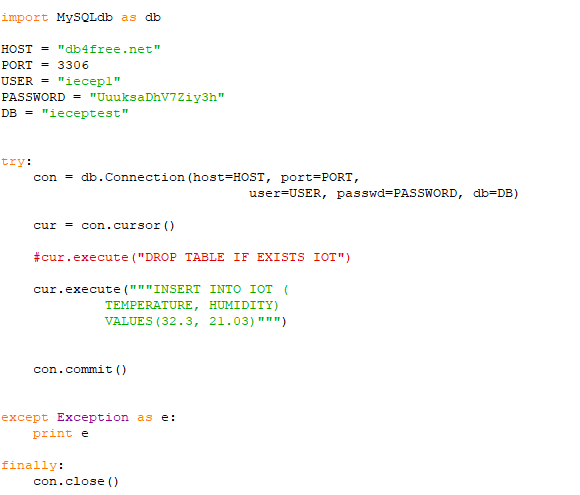 import MySQLdb as db
HOST = "db4free.net"
PORT = 3306
USER = "iecep1"
PASSWORD = "UuuksaDhV7Ziy3h"
DB = "ieceptest"
try:
    con = db.Connection(host=HOST, port=PORT,
                               user=USER, passwd=PASSWORD, db=DB)
    cur = con.cursor()
    #cur.execute("DROP TABLE IF EXISTS IOT")
    cur.execute("""INSERT INTO IOT (
             TEMPERATURE, HUMIDITY)
             VALUES(32.3, 21.03)""")
    con.commit()
except Exception as e:
    print e
finally:
    con.close()